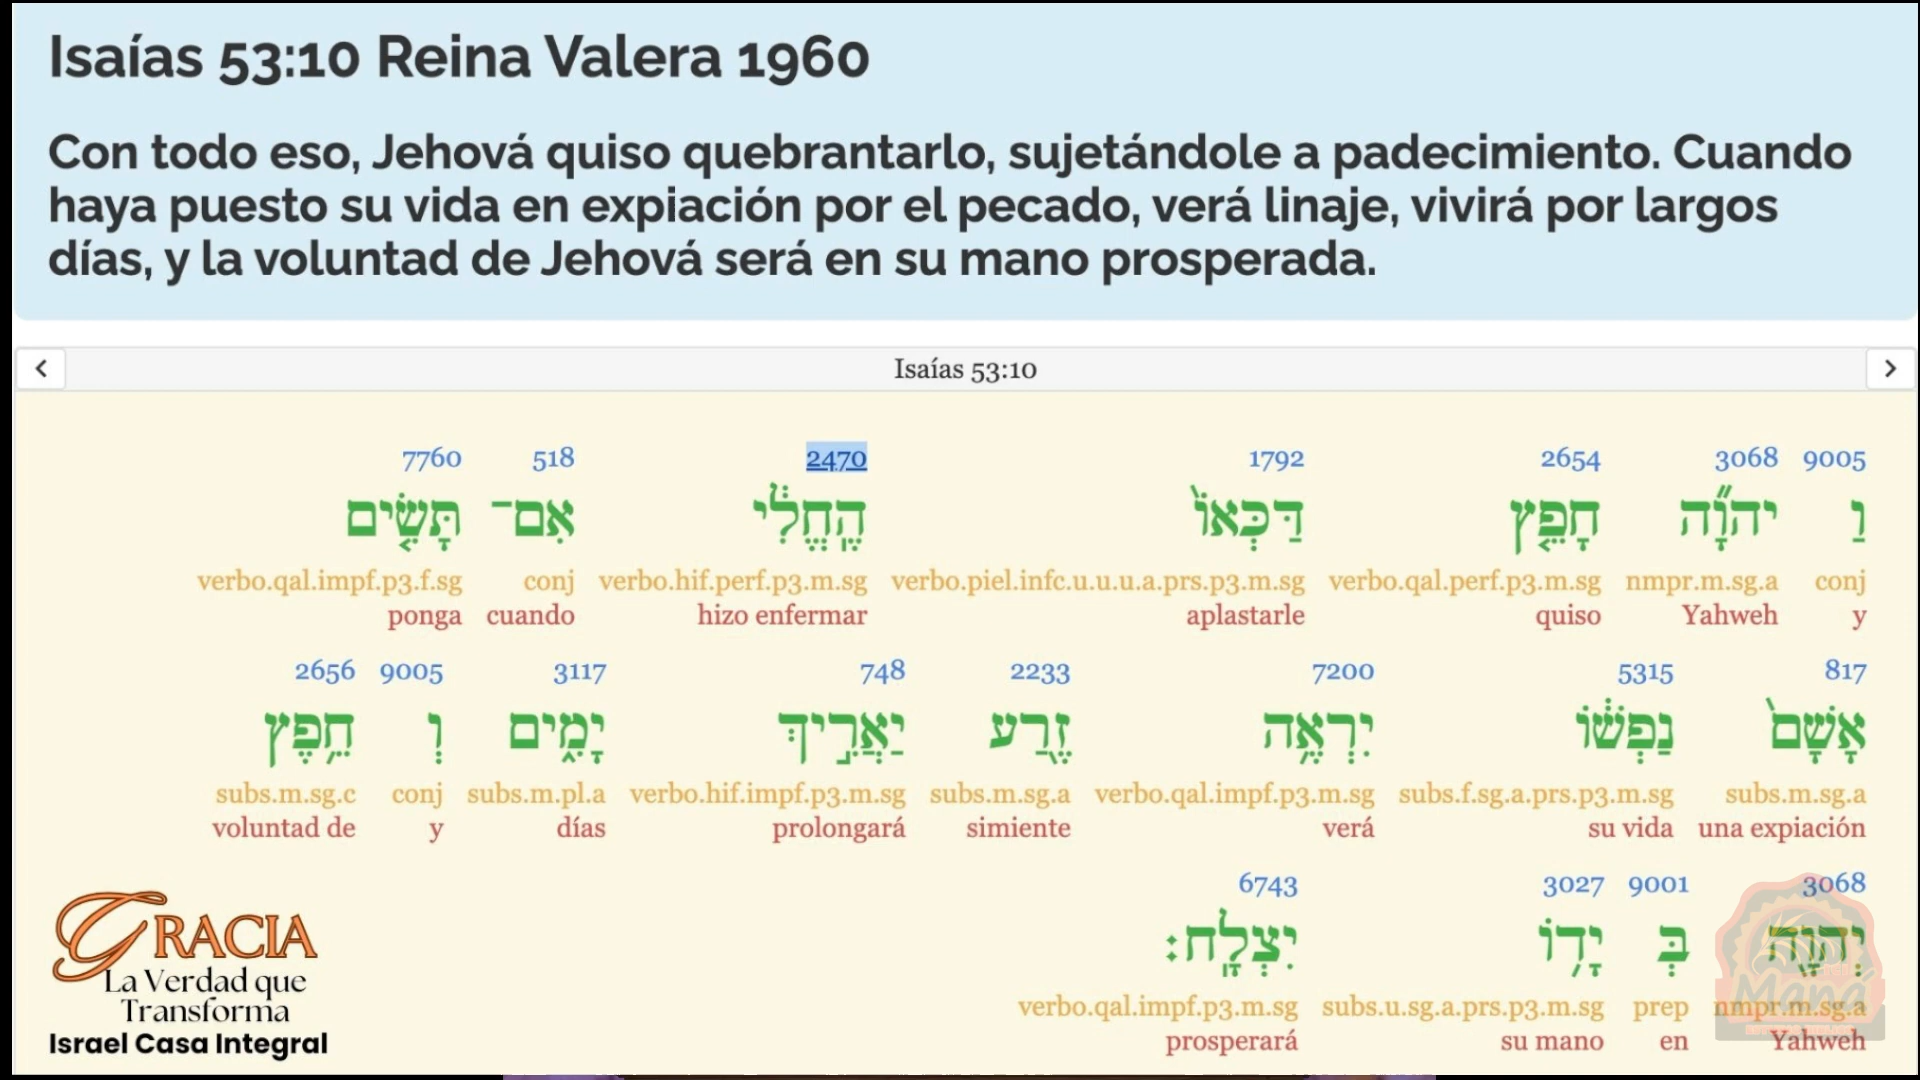 Isaías 53:10 Reina Valera 1960
Con todo eso, Jehová quiso quebrantarlo, sujetándole a padecimiento. Cuando
haya puesto su vida en expiación por el pecado, verá linaje, vivirá por largos
días, y la voluntad de Jehová será en su mano prosperada.
Isaías 53:10
9005 3068 2654 1792 2470 518 7760
וַ יהוָ֞ה חָפֵ֤ץ דַּכְּאוֹ֙ הֶֽחֱלִ֔י אִם־ תָּשִׂ֤ים
conj nmpr.m.sg.a verbo.qal.perf.p3.m.sg verbo.piel.infc.u.u.u.a.prs.p3.m.sg verbo.hif.perf.p3.m.sg conj verbo.qal.impf.p3.f.sg
y Yahweh quiso aplastarle hizo enfermar cuando ponga
817 5315 7200 2233 748 3117 9005 2656
אָשָׁם֙ נַפְשׁ֔וֹ יִרְאֶ֥ה זֶ֖רַע יַאֲרִ֣יךְ יָמִ֑ים וְ חֵ֥פֶץ
subs.m.sg.a subs.f.sg.a.prs.p3.m.sg verbo.qal.impf.p3.m.sg subs.m.sg.a verbo.hif.impf.p3.m.sg subs.m.pl.a conj subs.m.sg.c
una expiación su vida verá simiente prolongará días y voluntad de
3068 9001 3027 6743
יְהוָ֖ה בְּ יָד֥וֹ יִצְלָֽח׃
nmpr.m.sg.a prep subs.u.sg.a.prs.p3.m.sg verbo.qal.impf.p3.m.sg
Yahweh en su mano prosperará
GRACIA
La Verdad que
Transforma
Israel Casa Integral
Maná